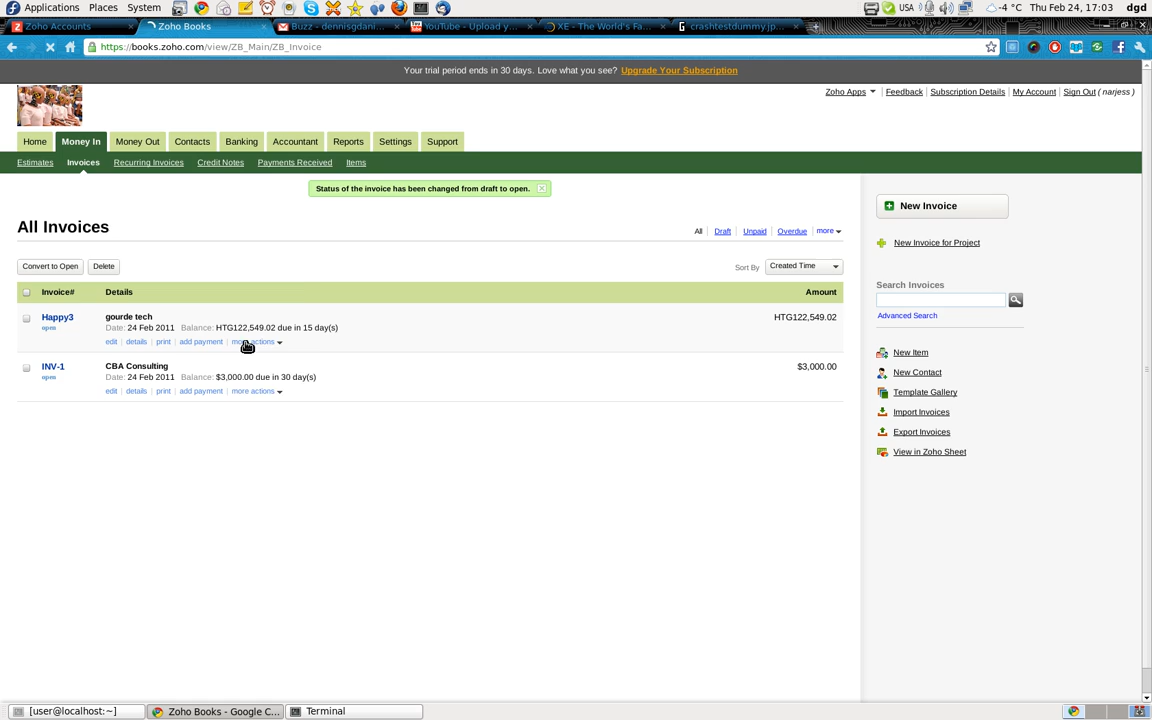 Applications Places System USA -4 °C Thu Feb 24, 17:03 dgd
Zoho Accounts Zoho Books Buzz - dennisgdani... YouTube - Upload y... XE - The World's Fa... crashtestdummy.jp...
https://books.zoho.com/view/ZB_Main/ZB_Invoice
Your trial period ends in 30 days. Love what you see? Upgrade Your Subscription
Zoho Apps | Feedback | Subscription Details | My Account | Sign Out ( narjess )
Home Money In Money Out Contacts Banking Accountant Reports Settings Support
Estimates Invoices Recurring Invoices Credit Notes Payments Received Items
Status of the invoice has been changed from draft to open.
New Invoice
All Invoices
All | Draft | Unpaid | Overdue | more
New Invoice for Project
Convert to Open Delete
Sort By Created Time
Search Invoices
Invoice# Details Amount
Advanced Search
Happy3 gourde tech HTG122,549.02
open Date: 24 Feb 2011 Balance: HTG122,549.02 due in 15 day(s)
edit | details | print | add payment | more actions
INV-1 CBA Consulting $3,000.00
open Date: 24 Feb 2011 Balance: $3,000.00 due in 30 day(s)
edit | details | print | add payment | more actions
New Item
New Contact
Template Gallery
Import Invoices
Export Invoices
View in Zoho Sheet
[user@localhost:~] Zoho Books - Google C... Terminal